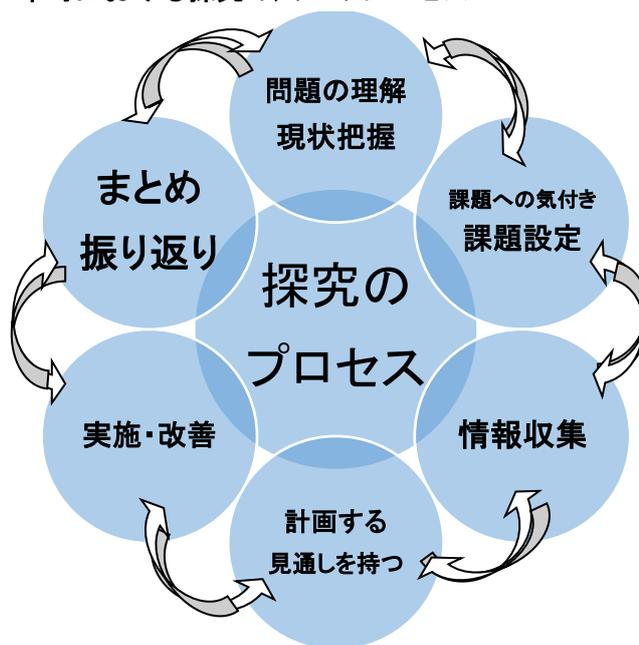 問題の理解
現状把握
課題への気付き
課題設定
情報収集
計画する
見通しを持つ
実施・改善
まとめ
振り返り
探究の
プロセス